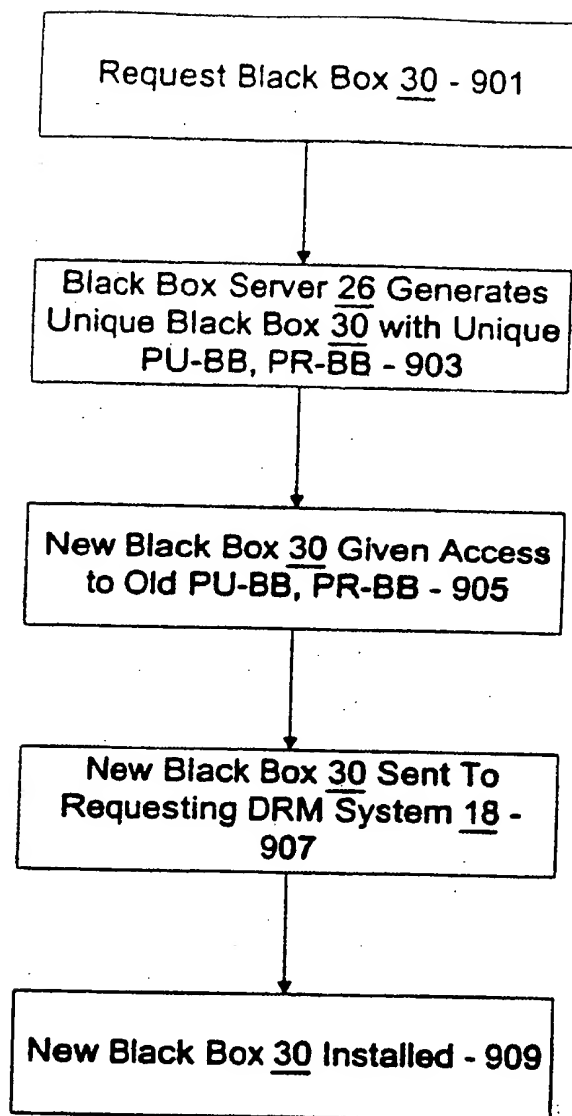 Request Black Box 30 - 901
Black Box Server 26 Generates
Unique Black Box 30 with Unique
PU-BB, PR-BB - 903
New Black Box 30 Given Access
to Old PU-BB, PR-BB - 905
New Black Box 30 Sent To
Requesting DRM System 18 -
907
New Black Box 30 Installed - 909